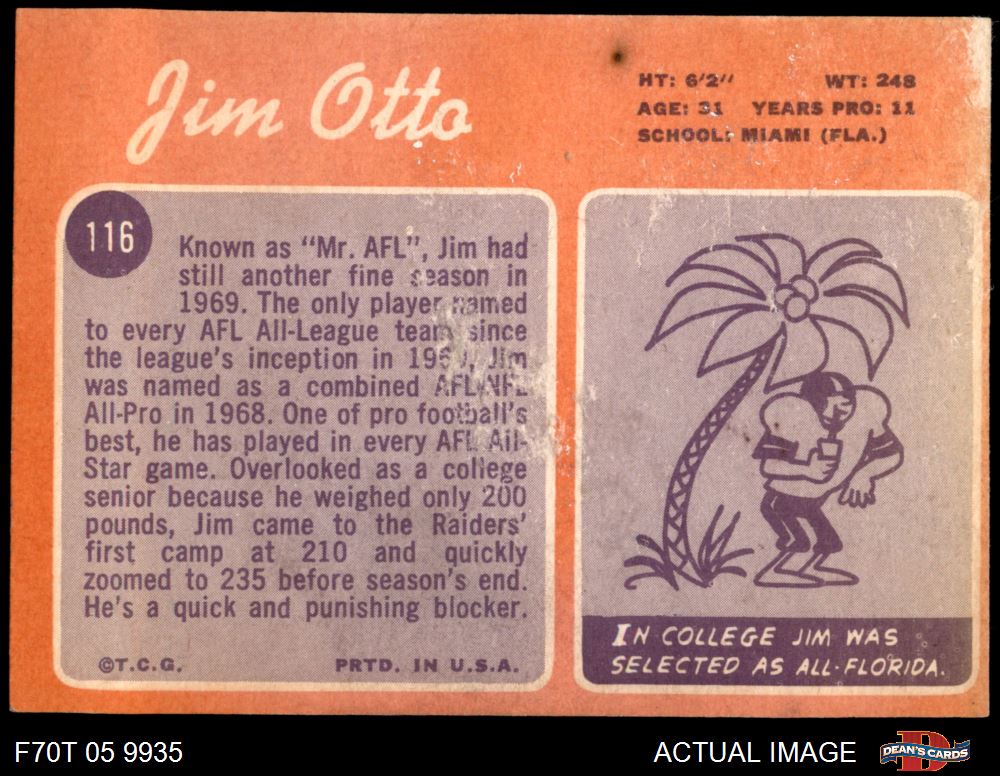 Jim Otto
HT: 6'2" WT: 248
AGE: 31 YEARS PRO: 11
SCHOOL: MIAMI (FLA.)
116
Known as "Mr. AFL", Jim had
still another fine season in
1969. The only player named
to every AFL All-League team since
the league's inception in 1960, Jim
was named as a combined AFL-NFL
All-Pro in 1968. One of pro football's
best, he has played in every AFL All-
Star game. Overlooked as a college
senior because he weighed only 200
pounds, Jim came to the Raiders'
first camp at 210 and quickly
zoomed to 235 before season's end.
He's a quick and punishing blocker.
©T.C.G. PRTD. IN U.S.A.
IN COLLEGE JIM WAS
SELECTED AS ALL-FLORIDA.
F70T 05 9935 ACTUAL IMAGE DEAN'S CARDS